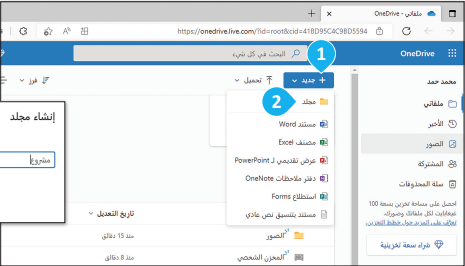 ملفاتي - OneDrive
https://onedrive.live.com/?id=root&cid=418D95C4C9BD5594
OneDrive
البحث في كل شيء
1
جديد
تحميل
فرز
محمد حمد
ملفاتي
الأخير
الصور
المشتركة
سلة المحذوفات
احصل على مساحة تخزين بسعة 100
غيغابايت لكل ملفاتك وصورك.
تعرّف على المزيد حول خطط التخزين.
شراء سعة تخزينية
2
مجلد
مستند Word
مصنف Excel
عرض تقديمي لـ PowerPoint
دفتر ملاحظات OneNote
استطلاع Forms
مستند بتنسيق نص عادي
إنشاء مجلد
مشروع
تاريخ التعديل
الصور
منذ 15 دقائق
المخزن الشخصي
منذ 8 دقائق